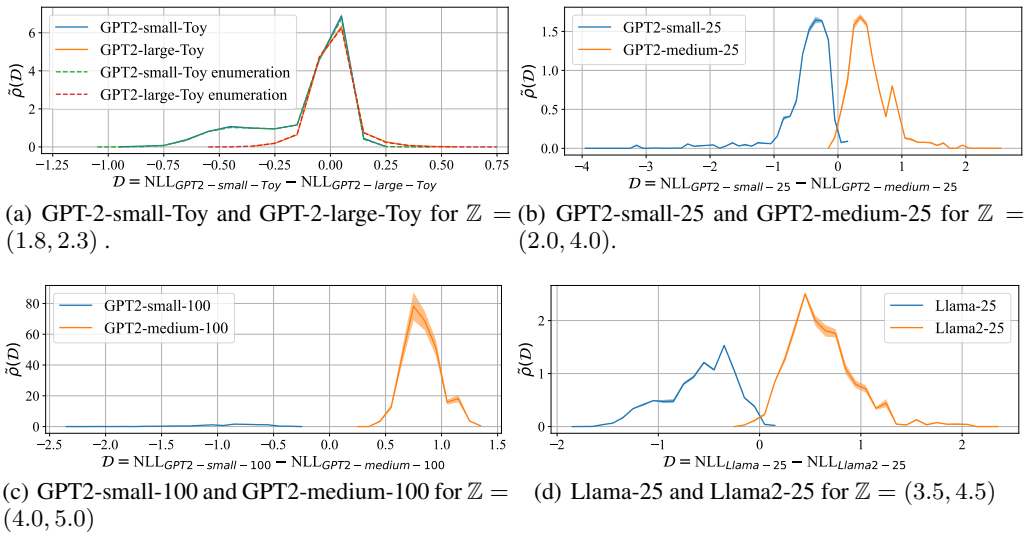 GPT2-small-Toy
GPT2-large-Toy
GPT2-small-Toy enumeration
GPT2-large-Toy enumeration
ρ̃(𝒟)
6
4
2
0
−1.25 −1.00 −0.75 −0.50 −0.25 0.00 0.25 0.50 0.75
𝒟 = NLL_GPT2−small−Toy − NLL_GPT2−large−Toy
(a) GPT-2-small-Toy and GPT-2-large-Toy for ℤ =
(1.8, 2.3) .
GPT2-small-25
GPT2-medium-25
ρ̃(𝒟)
1.5
1.0
0.5
0.0
−4 −3 −2 −1 0 1 2
𝒟 = NLL_GPT2−small−25 − NLL_GPT2−medium−25
(b) GPT2-small-25 and GPT2-medium-25 for ℤ =
(2.0, 4.0).
GPT2-small-100
GPT2-medium-100
ρ̃(𝒟)
80
60
40
20
0
−2.5 −2.0 −1.5 −1.0 −0.5 0.0 0.5 1.0 1.5
𝒟 = NLL_GPT2−small−100 − NLL_GPT2−medium−100
(c) GPT2-small-100 and GPT2-medium-100 for ℤ =
(4.0, 5.0)
Llama-25
Llama2-25
ρ̃(𝒟)
2
1
0
−2 −1 0 1 2
𝒟 = NLL_Llama−25 − NLL_Llama2−25
(d) Llama-25 and Llama2-25 for ℤ = (3.5, 4.5)